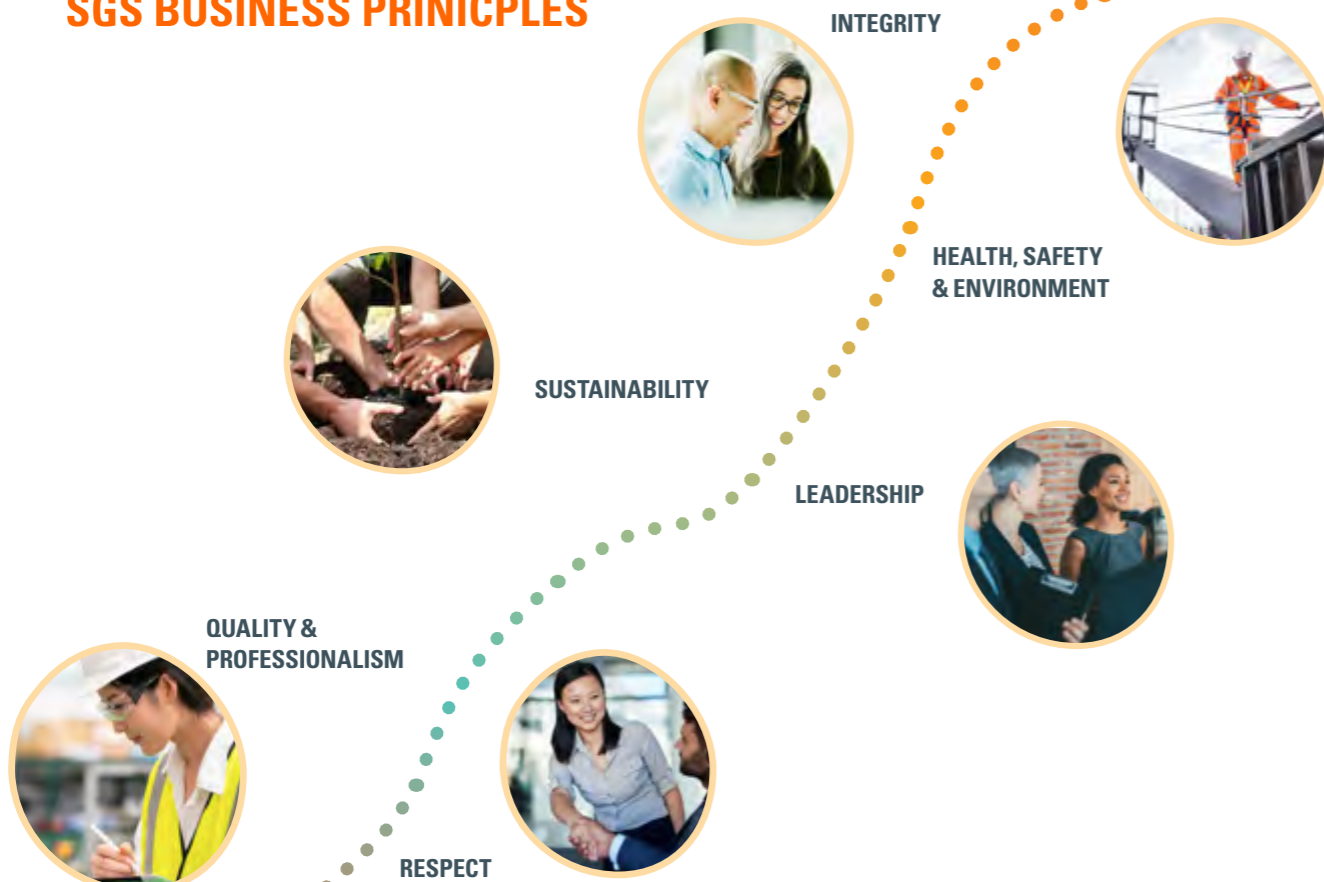 SGS BUSINESS PRINICPLES
INTEGRITY
HEALTH, SAFETY
& ENVIRONMENT
SUSTAINABILITY
LEADERSHIP
QUALITY &
PROFESSIONALISM
RESPECT